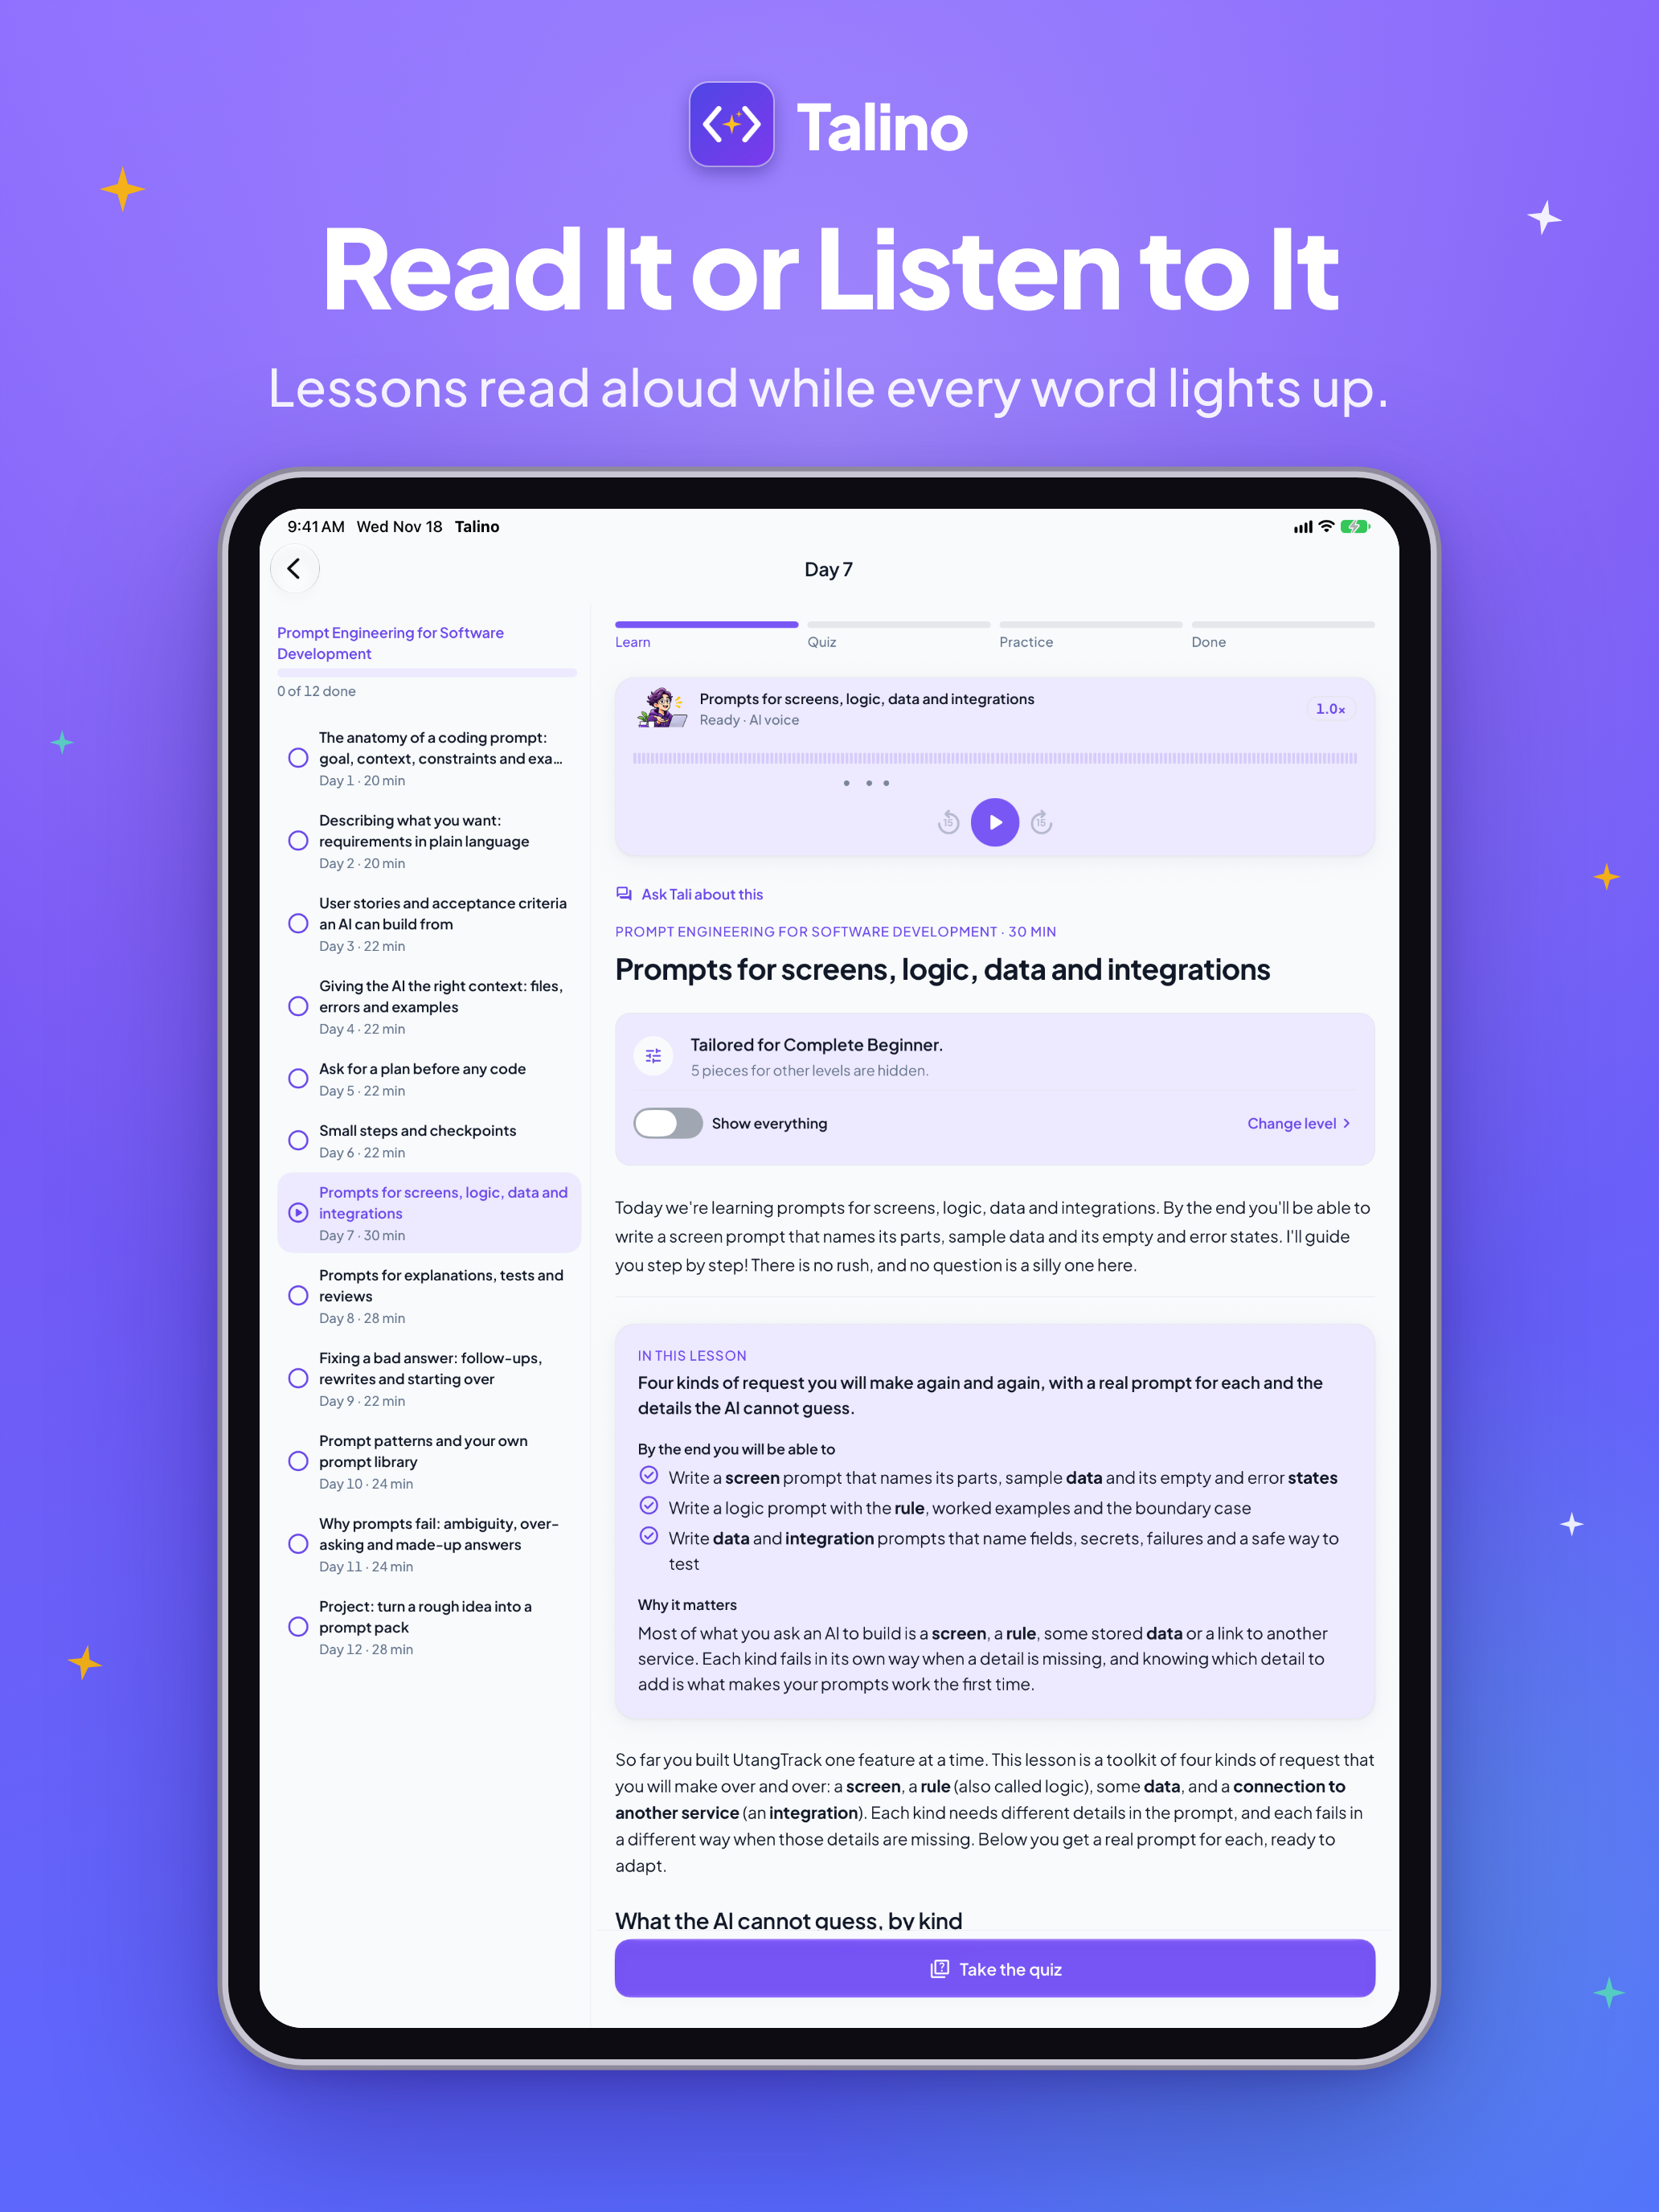 Talino
Read It or Listen to It
Lessons read aloud while every word lights up.
9:41 AM Wed Nov 18 Talino
Day 7
Prompt Engineering for Software
Development
0 of 12 done
The anatomy of a coding prompt:
goal, context, constraints and exa...
Day 1 · 20 min
Describing what you want:
requirements in plain language
Day 2 · 20 min
User stories and acceptance criteria
an AI can build from
Day 3 · 22 min
Giving the AI the right context: files,
errors and examples
Day 4 · 22 min
Ask for a plan before any code
Day 5 · 22 min
Small steps and checkpoints
Day 6 · 22 min
Prompts for screens, logic, data and
integrations
Day 7 · 30 min
Prompts for explanations, tests and
reviews
Day 8 · 28 min
Fixing a bad answer: follow-ups,
rewrites and starting over
Day 9 · 22 min
Prompt patterns and your own
prompt library
Day 10 · 24 min
Why prompts fail: ambiguity, over-
asking and made-up answers
Day 11 · 24 min
Project: turn a rough idea into a
prompt pack
Day 12 · 28 min
Learn Quiz Practice Done
Prompts for screens, logic, data and integrations
Ready · AI voice
1.0×
15 15
Ask Tali about this
PROMPT ENGINEERING FOR SOFTWARE DEVELOPMENT · 30 MIN
Prompts for screens, logic, data and integrations
Tailored for Complete Beginner.
5 pieces for other levels are hidden.
Show everything
Change level
Today we're learning prompts for screens, logic, data and integrations. By the end you'll be able to
write a screen prompt that names its parts, sample data and its empty and error states. I'll guide
you step by step! There is no rush, and no question is a silly one here.
IN THIS LESSON
Four kinds of request you will make again and again, with a real prompt for each and the
details the AI cannot guess.
By the end you will be able to
Write a screen prompt that names its parts, sample data and its empty and error states
Write a logic prompt with the rule, worked examples and the boundary case
Write data and integration prompts that name fields, secrets, failures and a safe way to
test
Why it matters
Most of what you ask an AI to build is a screen, a rule, some stored data or a link to another
service. Each kind fails in its own way when a detail is missing, and knowing which detail to
add is what makes your prompts work the first time.
So far you built UtangTrack one feature at a time. This lesson is a toolkit of four kinds of request that
you will make over and over: a screen, a rule (also called logic), some data, and a connection to
another service (an integration). Each kind needs different details in the prompt, and each fails in
a different way when those details are missing. Below you get a real prompt for each, ready to
adapt.
What the AI cannot guess, by kind
Take the quiz